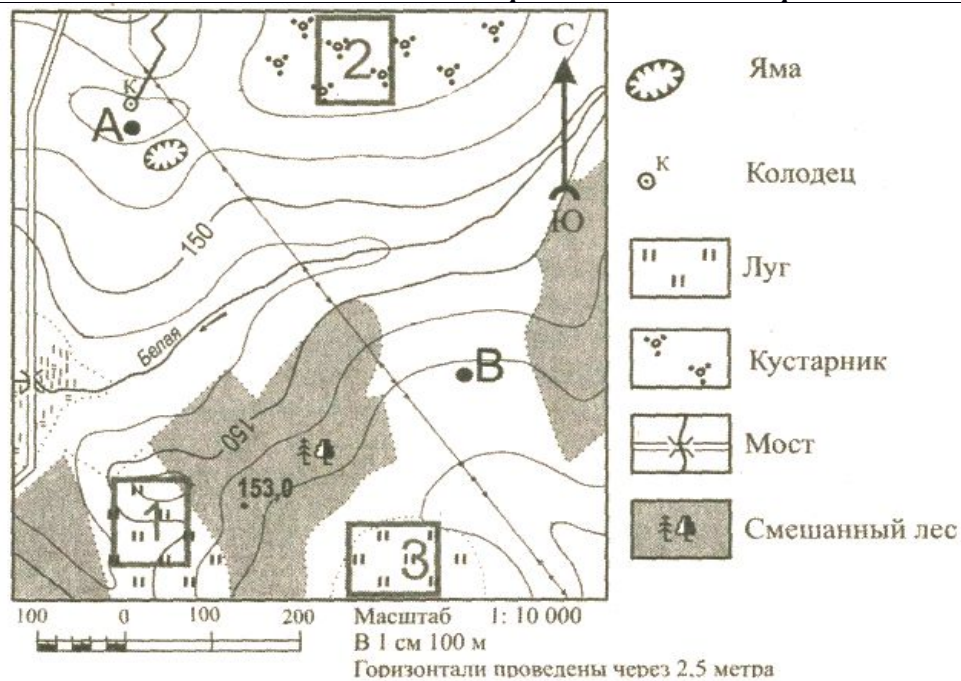 2
С
К
А
Ю
150
Белая
В
150
153,0
1
3
Яма
К
Колодец
Луг
Кустарник
Мост
Смешанный лес
100 0 100 200
Масштаб 1: 10 000
В 1 см 100 м
Горизонтали проведены через 2,5 метра